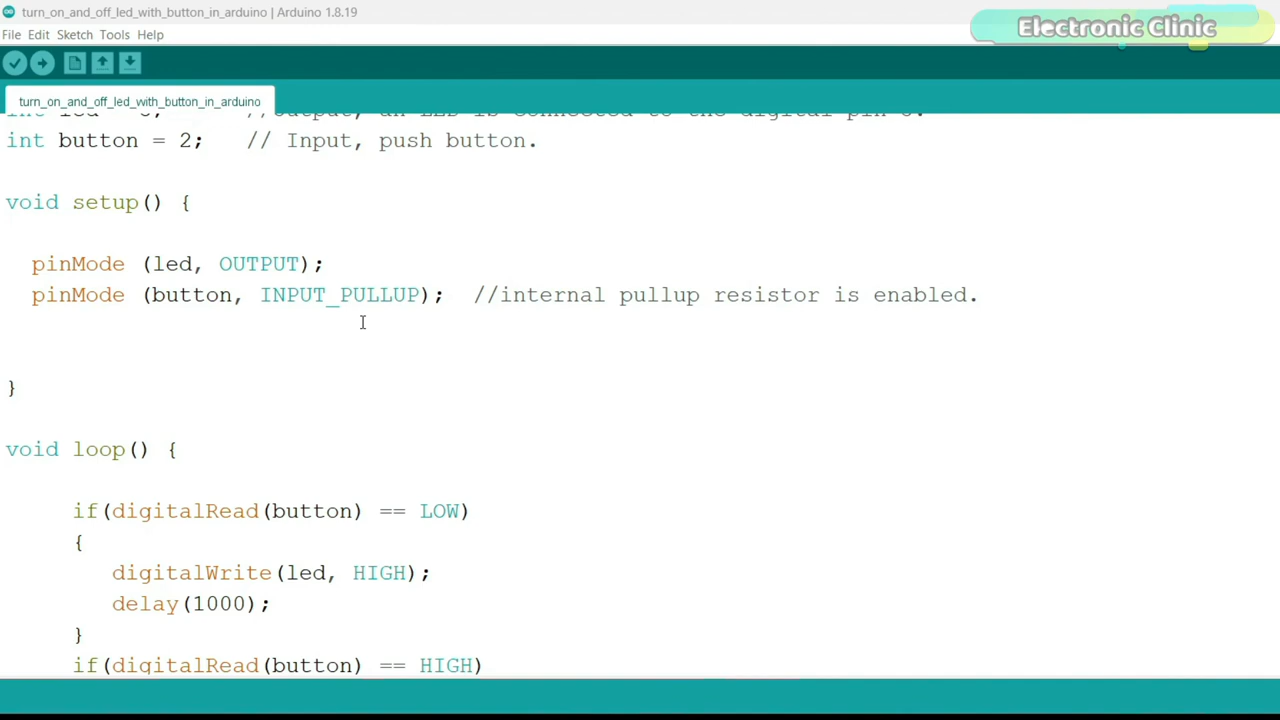 turn_on_and_off_led_with_button_in_arduino | Arduino 1.8.19
Electronic Clinic
File Edit Sketch Tools Help
turn_on_and_off_led_with_button_in_arduino
int button = 2;   // Input, push button.
void setup() {
pinMode (led, OUTPUT);
pinMode (button, INPUT_PULLUP);  //internal pullup resistor is enabled.
}
void loop() {
if(digitalRead(button) == LOW)
{
digitalWrite(led, HIGH);
delay(1000);
}
if(digitalRead(button) == HIGH)